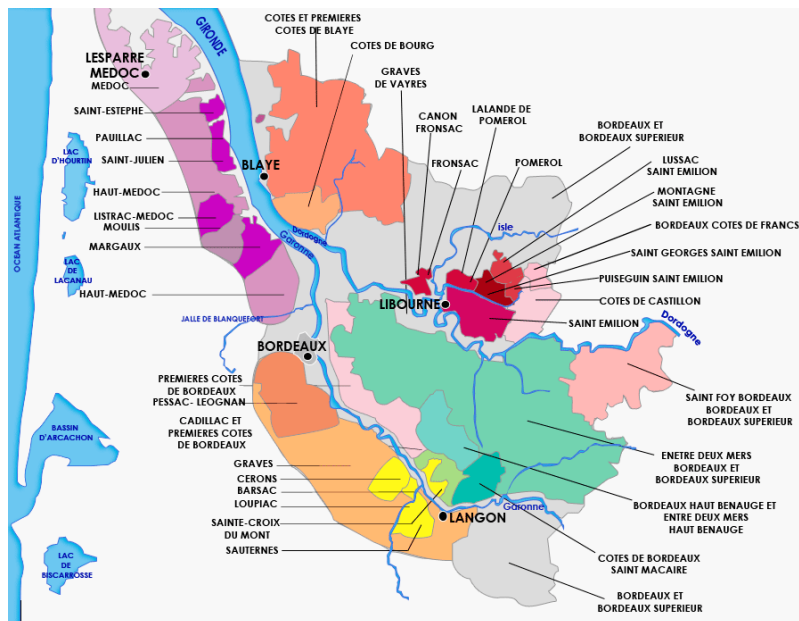 COTES ET PREMIERES
COTES DE BLAYE
GIRONDE
COTES DE BOURG
LESPARRE
MEDOC
MEDOC
GRAVES
DE VAYRES
SAINT-ESTEPHE
CANON
FRONSAC
LALANDE DE
POMEROL
BORDEAUX ET
BORDEAUX SUPERIEUR
PAUILLAC
LAC
D'HOURTIN
SAINT-JULIEN
BLAYE
FRONSAC
POMEROL
LUSSAC
SAINT EMILION
HAUT-MEDOC
MONTAGNE
SAINT EMILION
LISTRAC-MEDOC
MOULIS
isle
BORDEAUX COTES DE FRANCS
OCEAN ATLANTIQUE
Dordogne
Garonne
MARGAUX
SAINT GEORGES SAINT EMILION
LAC
DE
LACANAU
PUISEGUIN SAINT EMILION
HAUT-MEDOC
LIBOURNE
COTES DE CASTILLON
JALLE DE BLANQUEFORT
SAINT EMILION
Dordogne
BORDEAUX
PREMIERES COTES
DE BORDEAUX
PESSAC- LEOGNAN
SAINT FOY BORDEAUX
BORDEAUX ET
BORDEAUX SUPERIEUR
CADILLAC ET
PREMIERES COTES
DE BORDEAUX
BASSIN
D'ARCACHON
ENETRE DEUX MERS
BORDEAUX ET
BORDEAUX SUPERIEUR
GRAVES
CERONS
BARSAC
LOUPIAC
BORDEAUX HAUT BENAUGE ET
ENTRE DEUX MERS
HAUT BENAUGE
Garonne
LANGON
SAINTE-CROIX
DU MONT
SAUTERNES
COTES DE BORDEAUX
SAINT MACAIRE
LAC
DE
BISCARROSSE
BORDEAUX ET
BORDEAUX SUPERIEUR